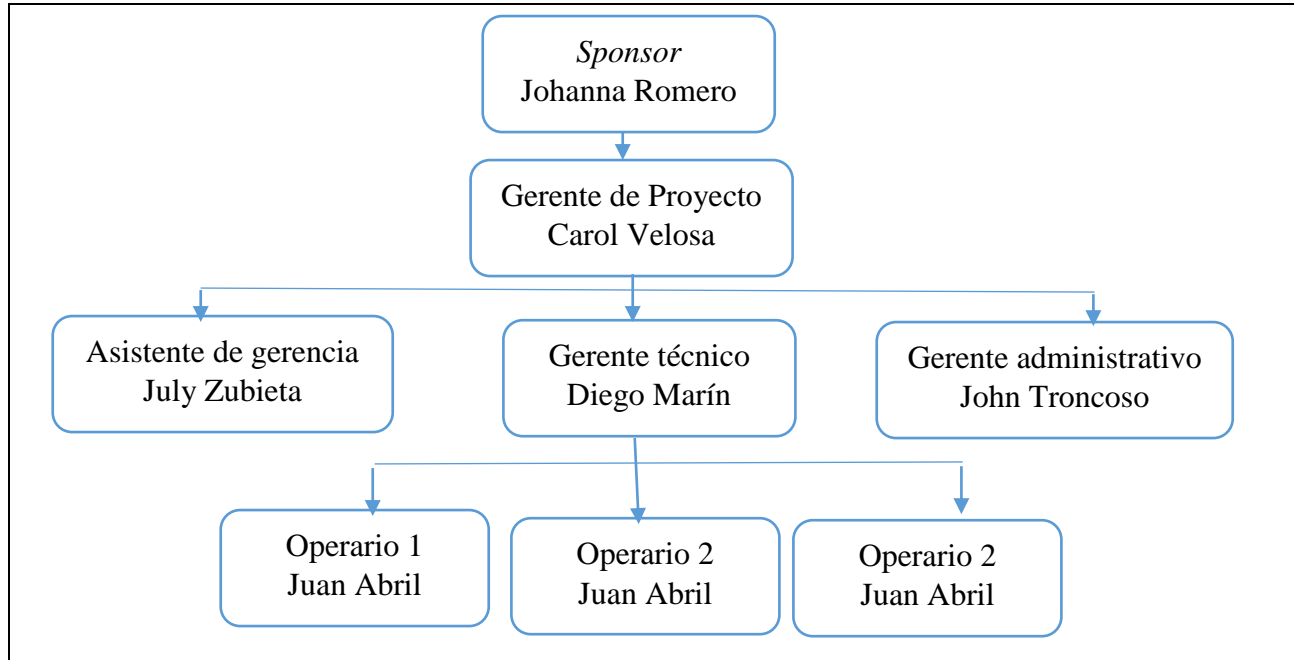 Sponsor
Johanna Romero
Gerente de Proyecto
Carol Velosa
Asistente de gerencia
July Zubieta
Gerente técnico
Diego Marín
Gerente administrativo
John Troncoso
Operario 1
Juan Abril
Operario 2
Juan Abril
Operario 2
Juan Abril